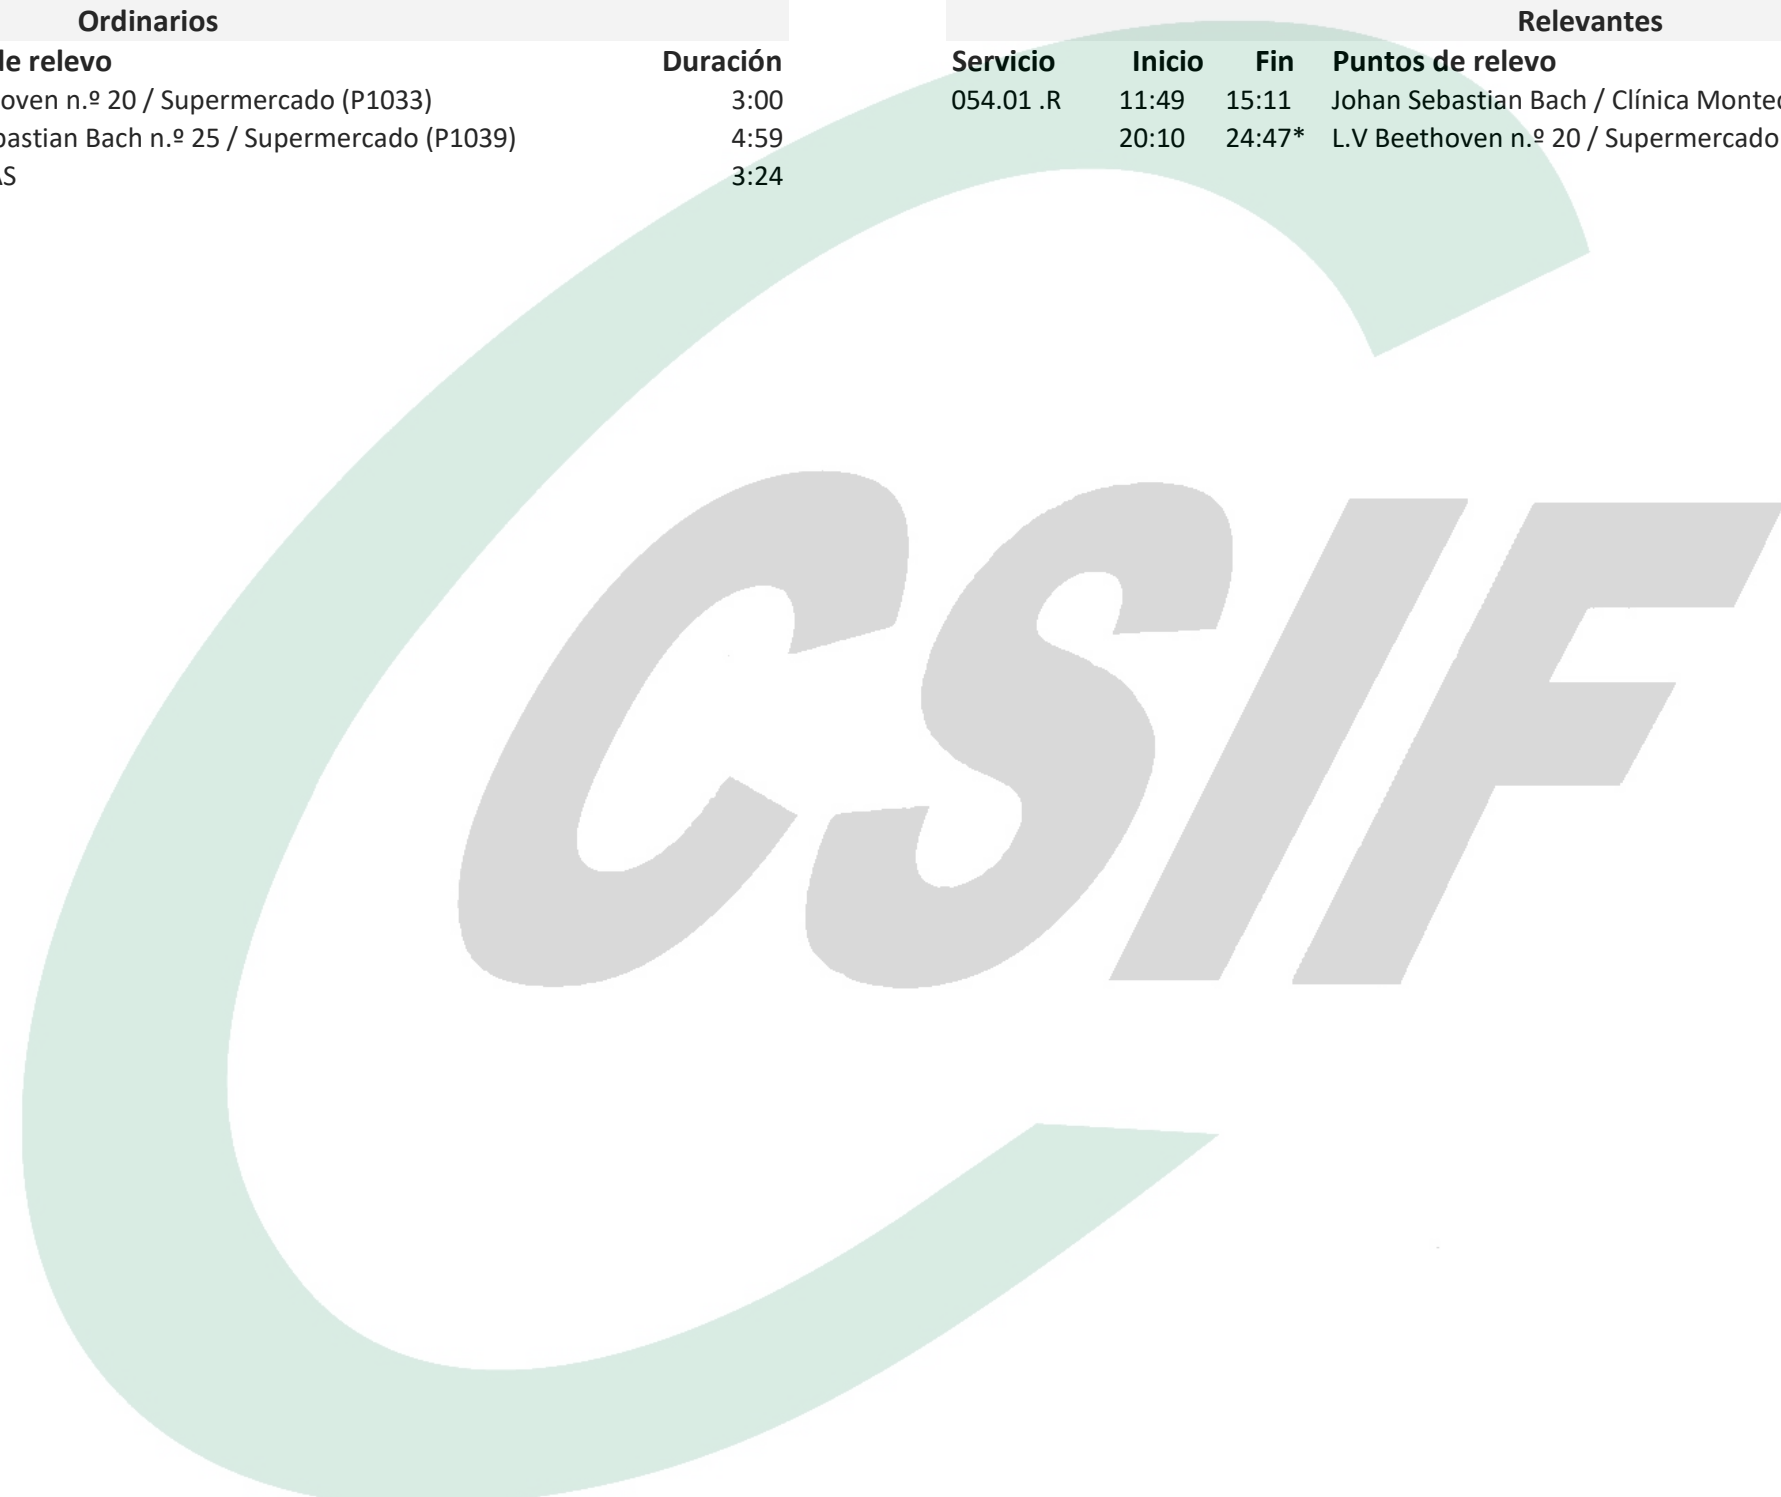 Ordinarios
de relevo Duración
oven n.º 20 / Supermercado (P1033) 3:00
bastian Bach n.º 25 / Supermercado (P1039) 4:59
AS 3:24
Relevantes
Servicio Inicio Fin Puntos de relevo
054.01 .R 11:49 15:11 Johan Sebastian Bach / Clínica Montec
20:10 24:47* L.V Beethoven n.º 20 / Supermercado
CSIF